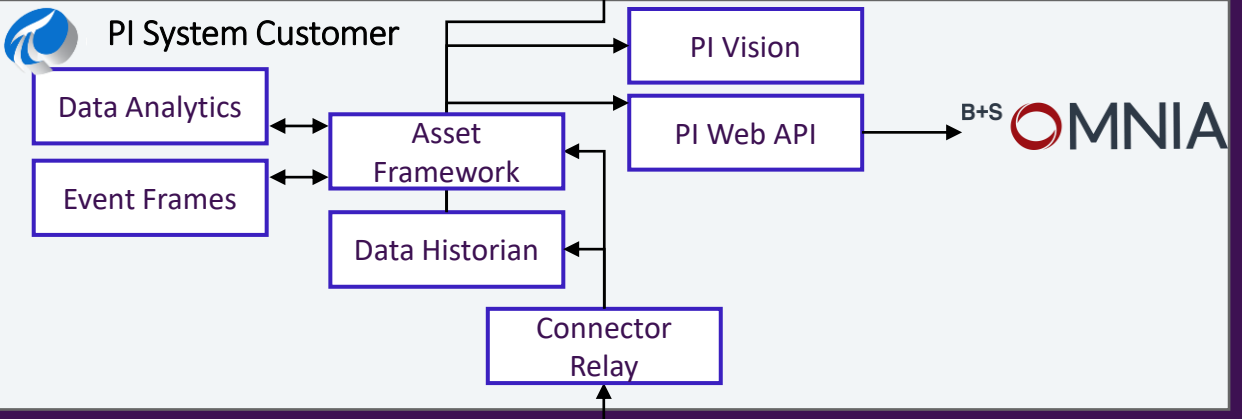 PI System Customer
PI Vision
Data Analytics
Asset
Framework
PI Web API
B+S OMNIA
Event Frames
Data Historian
Connector
Relay